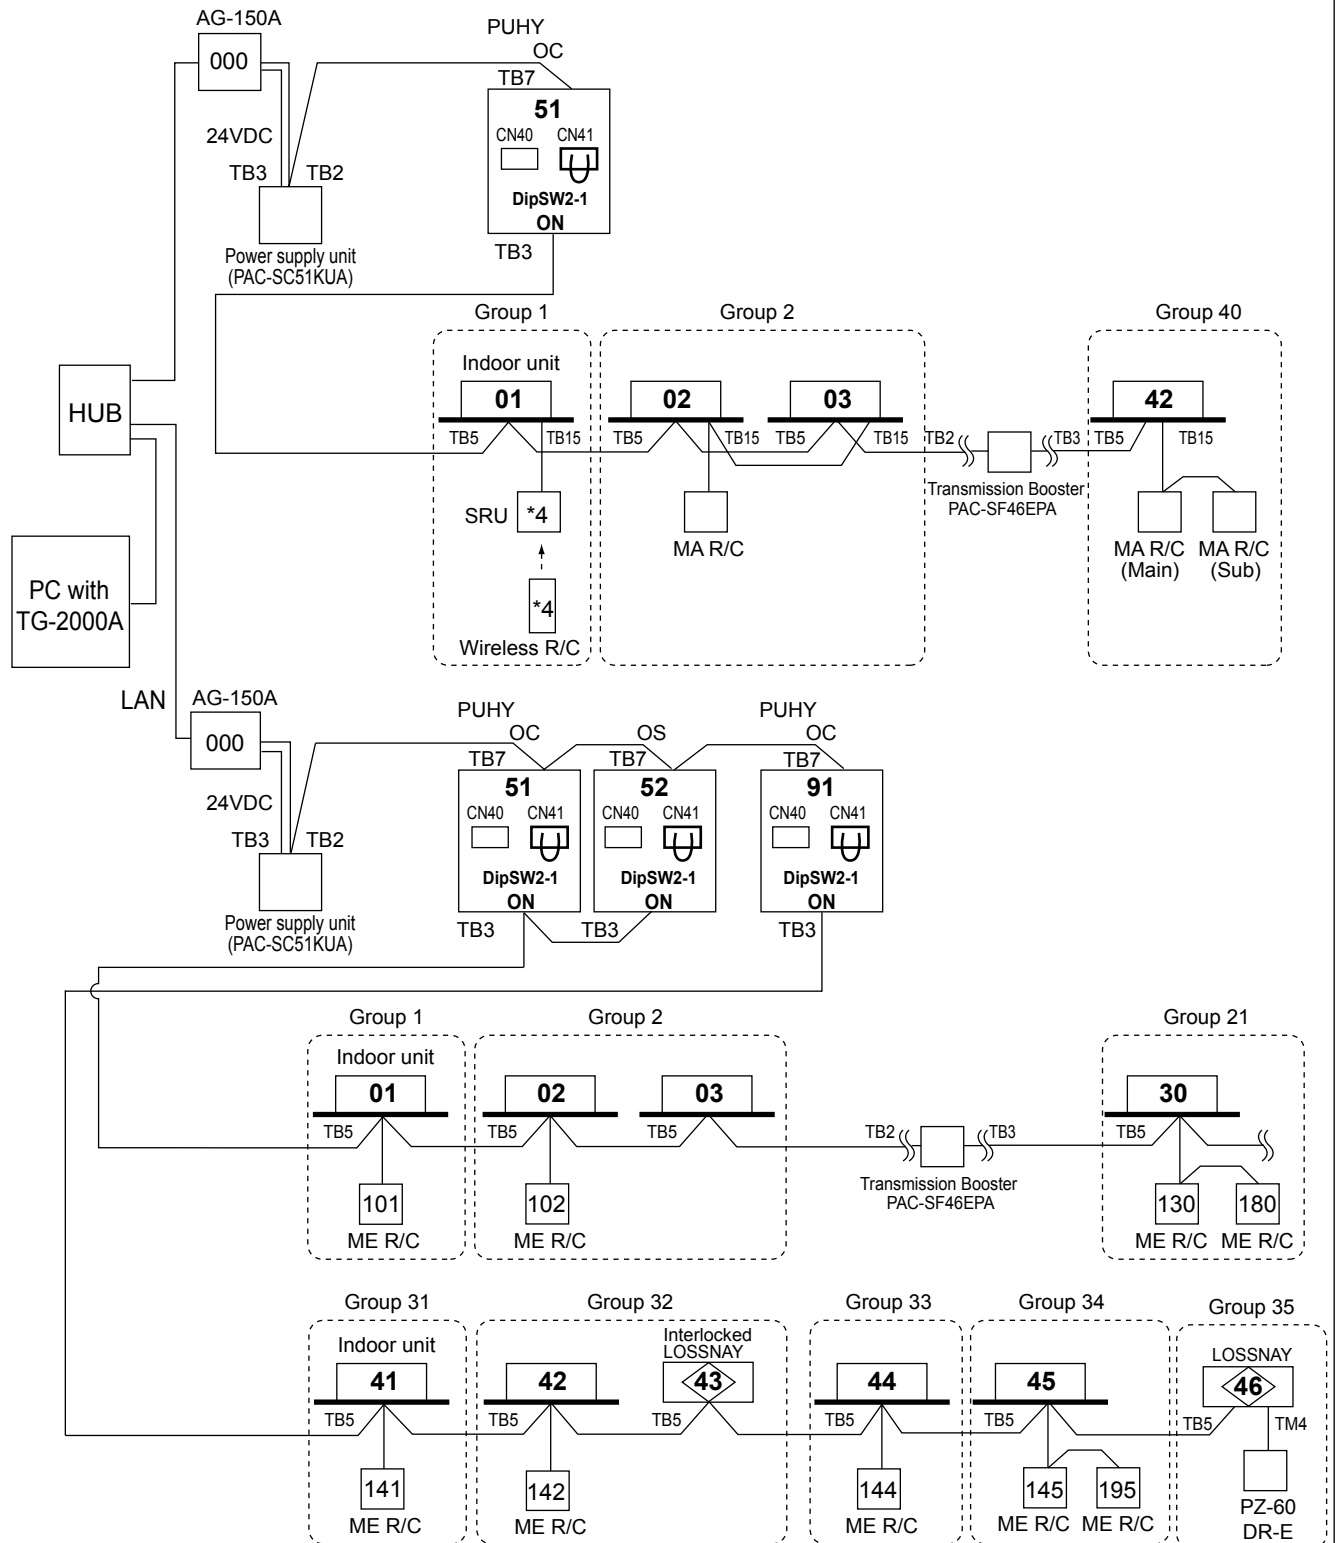 AG-150A
000
PUHY
OC
TB7
51
CN40 CN41
DipSW2-1
ON
TB3
24VDC
TB3 TB2
Power supply unit
(PAC-SC51KUA)
HUB
PC with
TG-2000A
LAN
Group 1 Group 2 Group 40
Indoor unit
01 02 03 42
TB5 TB15 TB5 TB15 TB5 TB15 TB2 TB3 TB5 TB15
Transmission Booster
PAC-SF46EPA
SRU *4
MA R/C
MA R/C MA R/C
(Main) (Sub)
*4
Wireless R/C
AG-150A
000
24VDC
TB3 TB2
Power supply unit
(PAC-SC51KUA)
PUHY PUHY
OC OS OC
TB7 TB7 TB7
51 52 91
CN40 CN41 CN40 CN41 CN40 CN41
DipSW2-1 DipSW2-1 DipSW2-1
ON ON ON
TB3 TB3 TB3
Group 1 Group 2 Group 21
Indoor unit
01 02 03 30
TB5 TB5 TB5 TB2 TB3 TB5
Transmission Booster
PAC-SF46EPA
101 102 130 180
ME R/C ME R/C ME R/C ME R/C
Group 31 Group 32 Group 33 Group 34 Group 35
Indoor unit
Interlocked
LOSSNAY
LOSSNAY
41 42 43 44 45 46
TB5 TB5 TB5 TB5 TB5 TB5 TM4
141 142 144 145 195
ME R/C ME R/C ME R/C ME R/C ME R/C
PZ-60
DR-E